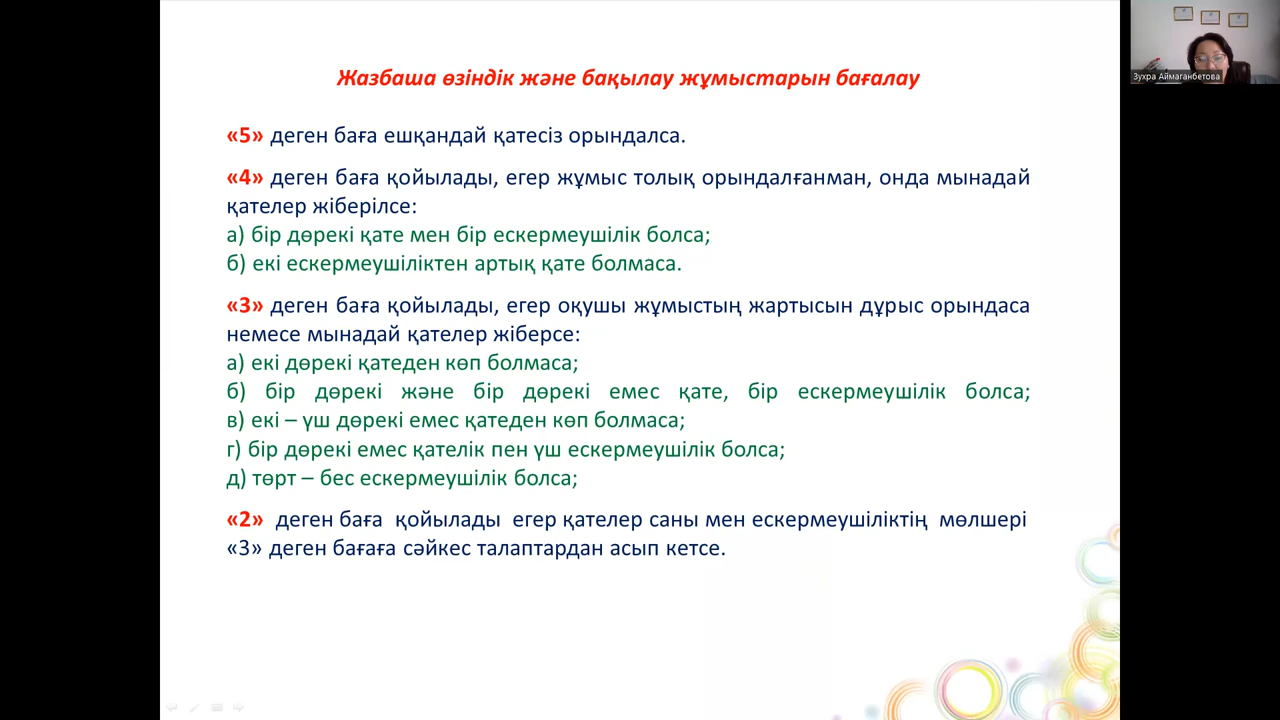 Жазбаша өзіндік және бақылау жұмыстарын бағалау
«5» деген баға ешқандай қатесіз орындалса.
«4» деген баға қойылады, егер жұмыс толық орындалғанман, онда мынадай
қателер жіберілсе:
а) бір дөрекі қате мен бір ескермеушілік болса;
б) екі ескермеушіліктен артық қате болмаса.
«3» деген баға қойылады, егер оқушы жұмыстың жартысын дұрыс орындаса
немесе мынадай қателер жіберсе:
а) екі дөрекі қатеден көп болмаса;
б) бір дөрекі және бір дөрекі емес қате, бір ескермеушілік болса;
в) екі – үш дөрекі емес қатеден көп болмаса;
г) бір дөрекі емес қателік пен үш ескермеушілік болса;
д) төрт – бес ескермеушілік болса;
«2» деген баға қойылады егер қателер саны мен ескермеушіліктің мөлшері
«3» деген бағаға сәйкес талаптардан асып кетсе.
Зухра Аймаганбетова